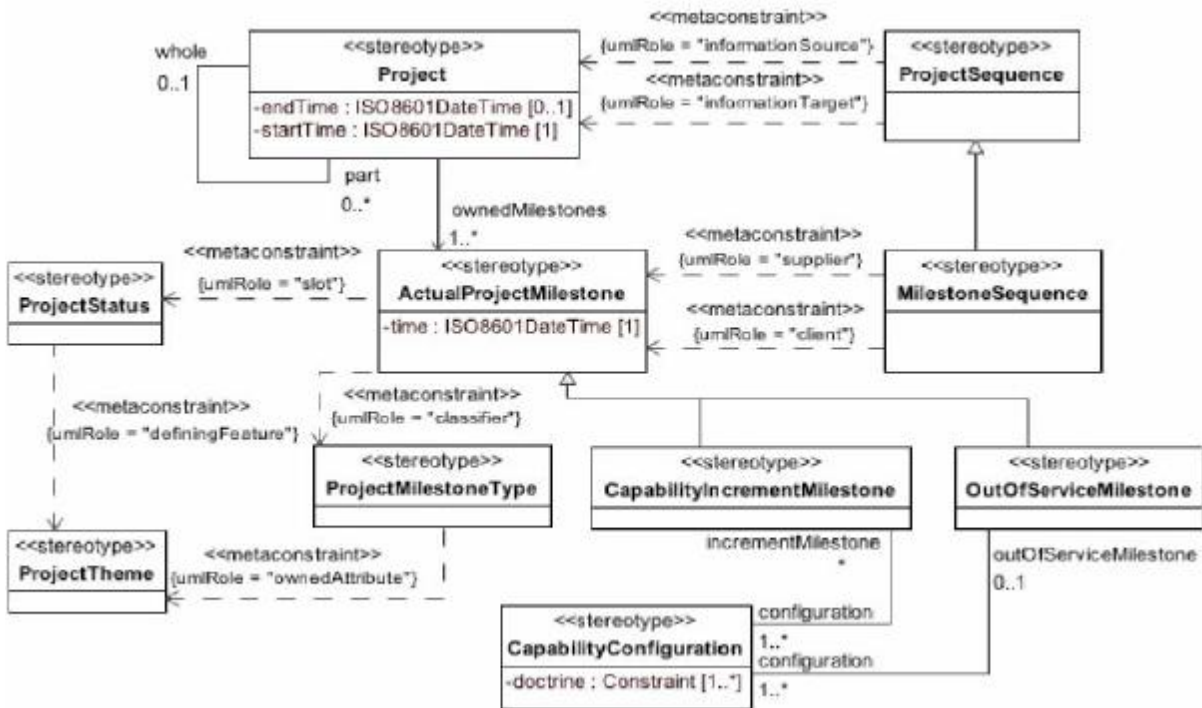 <<metaconstraint>>
<<stereotype>>
<<stereotype>>
whole
{umlRole = "informationSource"}
Project
ProjectSequence
0..1
<<metaconstraint>>
-endTime : ISO8601DateTime [0..1]
{umlRole = "informationTarget"}
-startTime : ISO8601DateTime [1]
part
0..*
ownedMilestones
1..*
<<metaconstraint>>
<<metaconstraint>>
<<stereotype>>
<<stereotype>>
<<stereotype>>
{umlRole = "slot"}
{umlRole = "supplier"}
ProjectStatus
ActualProjectMilestone
MilestoneSequence
-time : ISO8601DateTime [1]
<<metaconstraint>>
{umlRole = "client"}
<<metaconstraint>>
<<metaconstraint>>
{umlRole = "classifier"}
{umlRole = "definingFeature"}
<<stereotype>>
<<stereotype>>
<<stereotype>>
ProjectMilestoneType
CapabilityIncrementMilestone
OutOfServiceMilestone
<<stereotype>>
<<metaconstraint>>
incrementMilestone
outOfServiceMilestone
ProjectTheme
{umlRole = "ownedAttribute"}
*
0..1
<<stereotype>>
configuration
CapabilityConfiguration
1..*
configuration
-doctrine : Constraint [1..*]
1..*